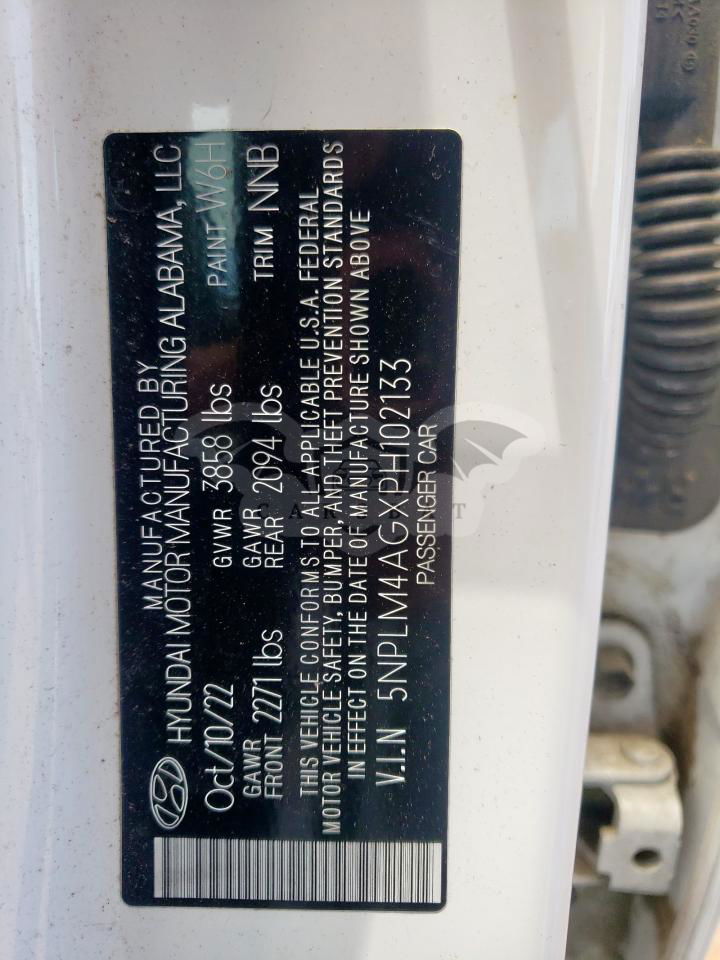 MANUFACTURED BY
HYUNDAI MOTOR MANUFACTURING ALABAMA, LLC
Oct/10/22 GVWR 3858 lbs PAINT W6H
GAWR GAWR
FRONT 2271 lbs REAR 2094 lbs TRIM NNB
THIS VEHICLE CONFORMS TO ALL APPLICABLE U.S.A. FEDERAL
MOTOR VEHICLE SAFETY, BUMPER, AND THEFT PREVENTION STANDARDS
IN EFFECT ON THE DATE OF MANUFACTURE SHOWN ABOVE
V.I.N 5NPLM4AGXPH102133
PASSENGER CAR